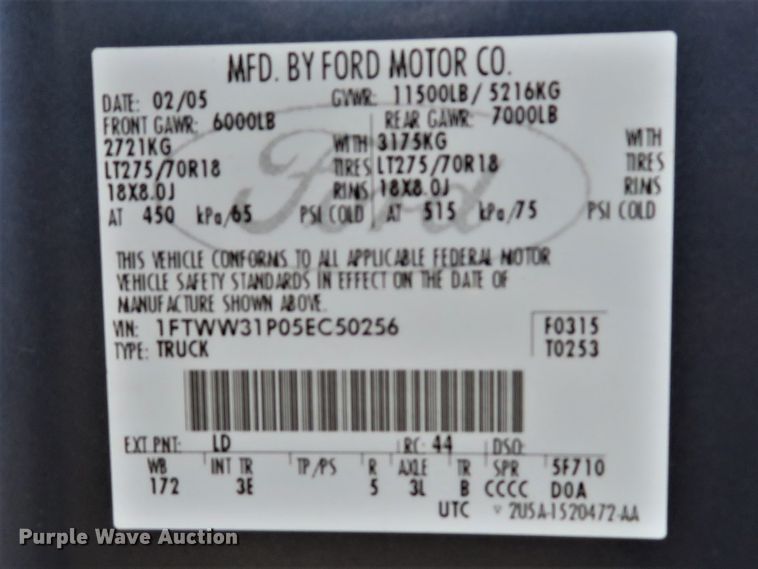 MFD. BY FORD MOTOR CO.
DATE: 02/05 GVWR: 11500LB/ 5216KG
FRONT GAWR: 6000LB REAR GAWR: 7000LB
2721KG WITH 3175KG WITH
LT275/70R18 TIRES LT275/70R18 TIRES
18X8.0J RIMS 18X8.0J RIMS
AT 450 kPa/65 PSI COLD AT 515 kPa/75 PSI COLD
Ford
THIS VEHICLE CONFORMS TO ALL APPLICABLE FEDERAL MOTOR
VEHICLE SAFETY STANDARDS IN EFFECT ON THE DATE OF
MANUFACTURE SHOWN ABOVE.
VIN: 1FTWW31P05EC50256 F0315
TYPE: TRUCK T0253
EXT PNT: LD RC: 44 DSO:
WB INT TR TP/PS R AXLE TR SPR 5F710
172 3E 5 3L B CCCC D0A
UTC ▿ 2U5A-1520472-AA
Purple Wave Auction